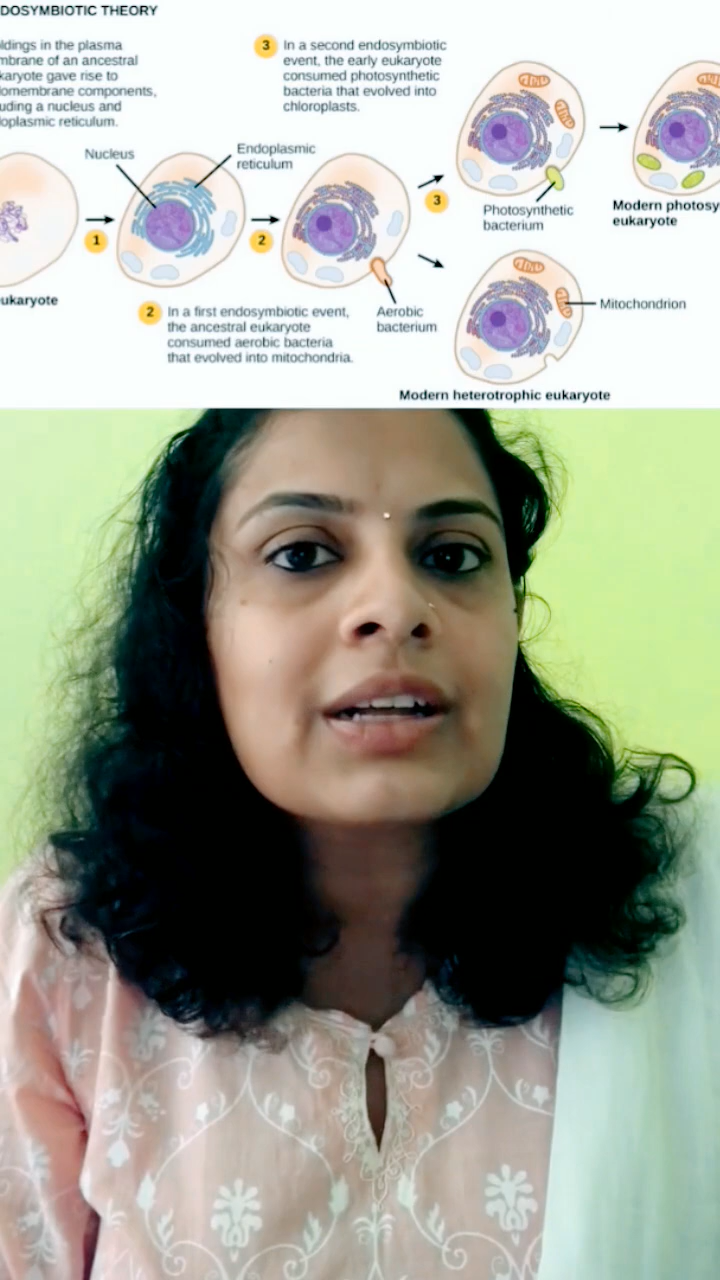 DOSYMBIOTIC THEORY
ldings in the plasma
mbrane of an ancestral
karyote gave rise to
lomembrane components,
uding a nucleus and
loplasmic reticulum.
3 In a second endosymbiotic
event, the early eukaryote
consumed photosynthetic
bacteria that evolved into
chloroplasts.
Nucleus
Endoplasmic
reticulum
1
2
3
Photosynthetic
bacterium
Modern photosy
eukaryote
ukaryote
2 In a first endosymbiotic event,
the ancestral eukaryote
consumed aerobic bacteria
that evolved into mitochondria.
Aerobic
bacterium
Mitochondrion
Modern heterotrophic eukaryote